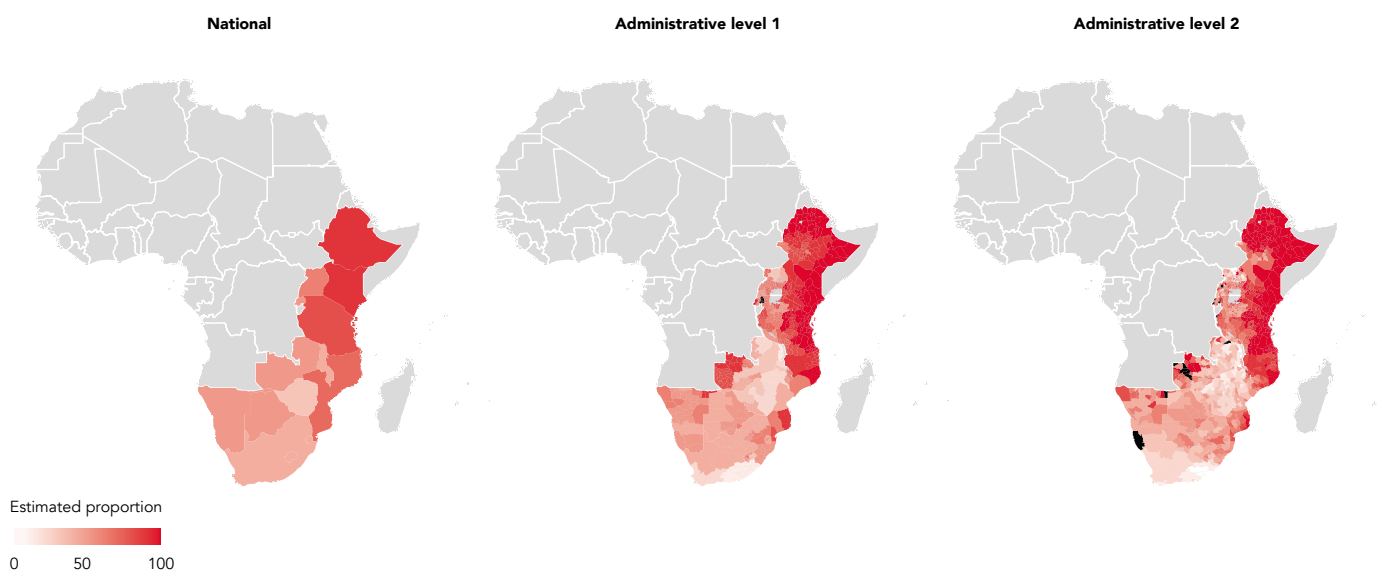 National
Administrative level 1
Administrative level 2
Estimated proportion
0 50 100